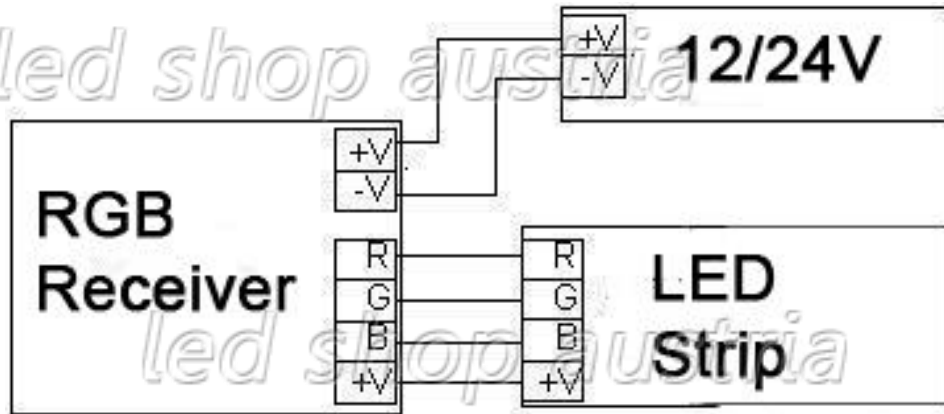 led shop austria
+V
-V
12/24V
RGB
Receiver
+V
-V
R
G
B
+V
R
G
B
+V
LED
Strip
led shop austria